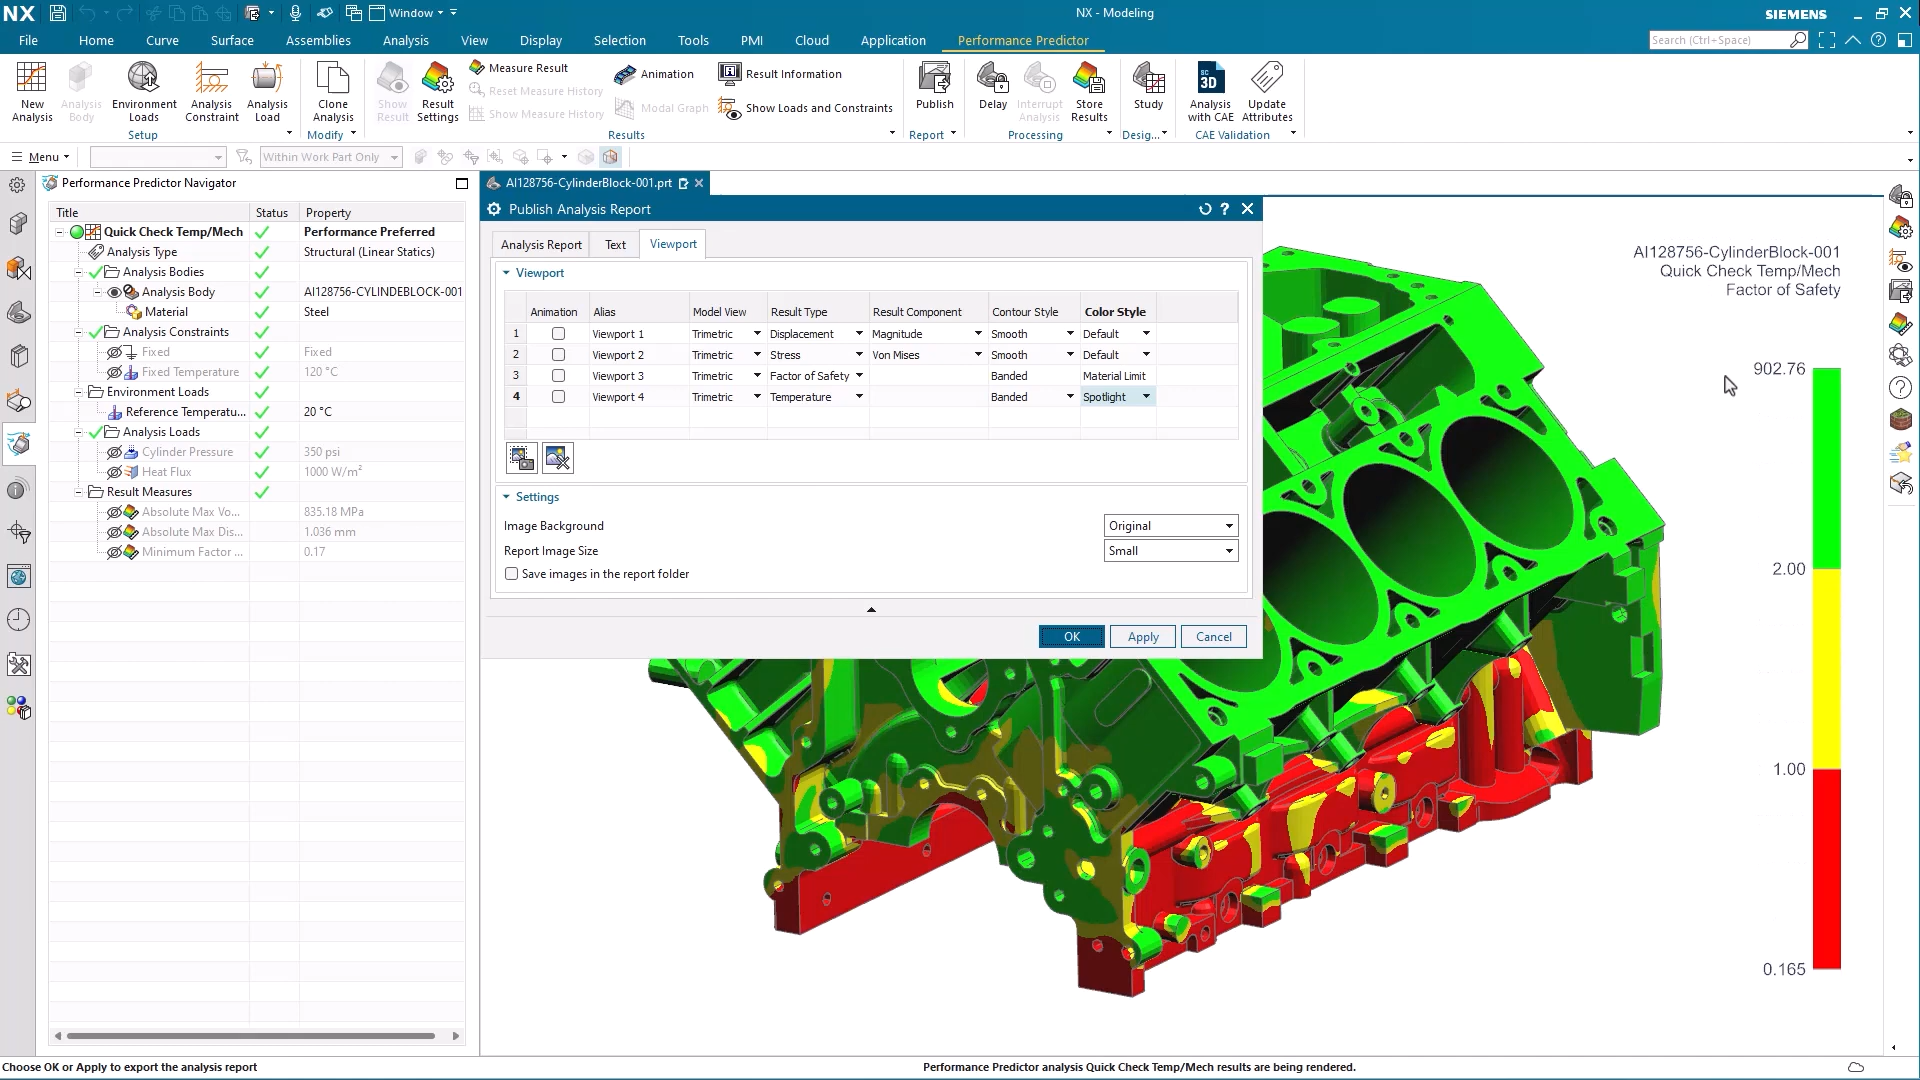 NX Window NX - Modeling SIEMENS
File Home Curve Surface Assemblies Analysis View Display Selection Tools PMI Cloud Application Performance Predictor Search (Ctrl+Space)
New Analysis
Analysis Body
Environment Loads
Analysis Constraint
Analysis Load
Setup
Clone Analysis
Modify
Show Result
Result Settings
Measure Result
Reset Measure History
Show Measure History
Animation
Modal Graph
Result Information
Show Loads and Constraints
Results
Publish
Report
Delay
Interrupt Analysis
Store Results
Processing
Study
Desig...
SC 3D
Analysis with CAE
Update Attributes
CAE Validation
Menu Within Work Part Only
Performance Predictor Navigator
Title Status Property
Quick Check Temp/Mech Performance Preferred
Analysis Type Structural (Linear Statics)
Analysis Bodies
Analysis Body AI128756-CYLINDEBLOCK-001
Material Steel
Analysis Constraints
Fixed Fixed
Fixed Temperature 120 °C
Environment Loads
Reference Temperatu... 20 °C
Analysis Loads
Cylinder Pressure 350 psi
Heat Flux 1000 W/m²
Result Measures
Absolute Max Vo... 835.18 MPa
Absolute Max Dis... 1.036 mm
Minimum Factor ... 0.17
AI128756-CylinderBlock-001.prt
Publish Analysis Report
Analysis Report Text Viewport
Viewport
Animation Alias Model View Result Type Result Component Contour Style Color Style
1 Viewport 1 Trimetric Displacement Magnitude Smooth Default
2 Viewport 2 Trimetric Stress Von Mises Smooth Default
3 Viewport 3 Trimetric Factor of Safety Banded Material Limit
4 Viewport 4 Trimetric Temperature Banded Spotlight
Settings
Image Background Original
Report Image Size Small
Save images in the report folder
OK Apply Cancel
AI128756-CylinderBlock-001
Quick Check Temp/Mech
Factor of Safety
902.76
2.00
1.00
0.165
Choose OK or Apply to export the analysis report
Performance Predictor analysis Quick Check Temp/Mech results are being rendered.